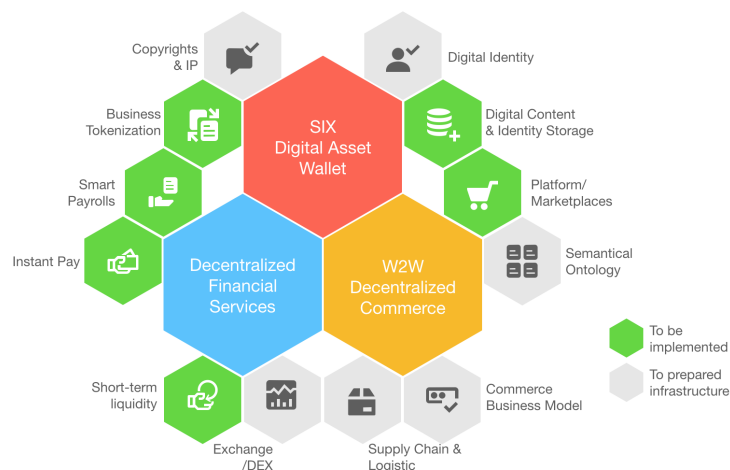 Copyrights
& IP
Digital Identity
Business
Tokenization
SIX
Digital Asset
Wallet
Digital Content
& Identity Storage
Smart
Payrolls
Platform/
Marketplaces
Instant Pay
Decentralized
Financial
Services
W2W
Decentralized
Commerce
Semantical
Ontology
To be
implemented
To prepared
infrastructure
Short-term
liquidity
Exchange
/DEX
Supply Chain &
Logistic
Commerce
Business Model